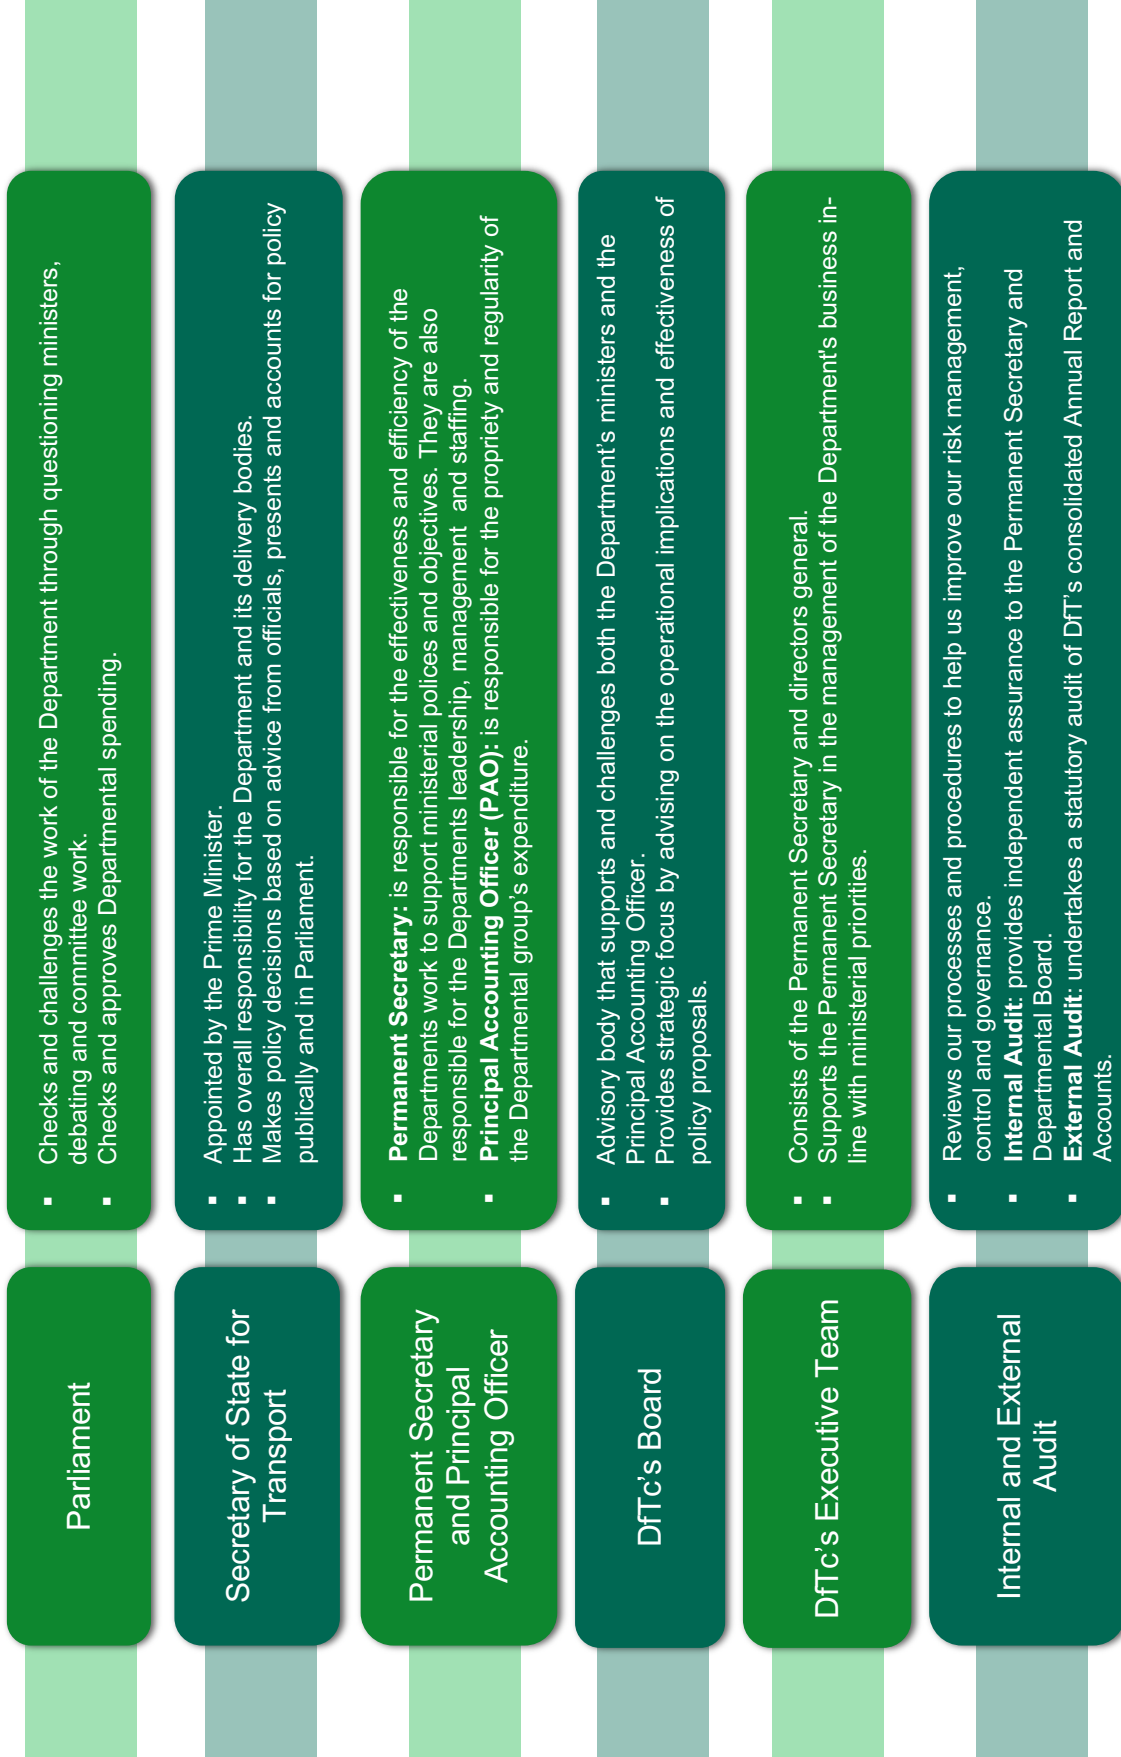 Parliament
Checks and challenges the work of the Department through questioning ministers,
debating and committee work.
Checks and approves Departmental spending.
Secretary of State for
Transport
Appointed by the Prime Minister.
Has overall responsibility for the Department and its delivery bodies.
Makes policy decisions based on advice from officials, presents and accounts for policy
publically and in Parliament.
Permanent Secretary
and Principal
Accounting Officer
Permanent Secretary: is responsible for the effectiveness and efficiency of the
Departments work to support ministerial polices and objectives. They are also
responsible for the Departments leadership, management and staffing.
Principal Accounting Officer (PAO): is responsible for the propriety and regularity of
the Departmental group's expenditure.
DfTc's Board
Advisory body that supports and challenges both the Department's ministers and the
Principal Accounting Officer.
Provides strategic focus by advising on the operational implications and effectiveness of
policy proposals.
DfTc's Executive Team
Consists of the Permanent Secretary and directors general.
Supports the Permanent Secretary in the management of the Department's business in-
line with ministerial priorities.
Internal and External
Audit
Reviews our processes and procedures to help us improve our risk management,
control and governance.
Internal Audit: provides independent assurance to the Permanent Secretary and
Departmental Board.
External Audit: undertakes a statutory audit of DfT's consolidated Annual Report and
Accounts.